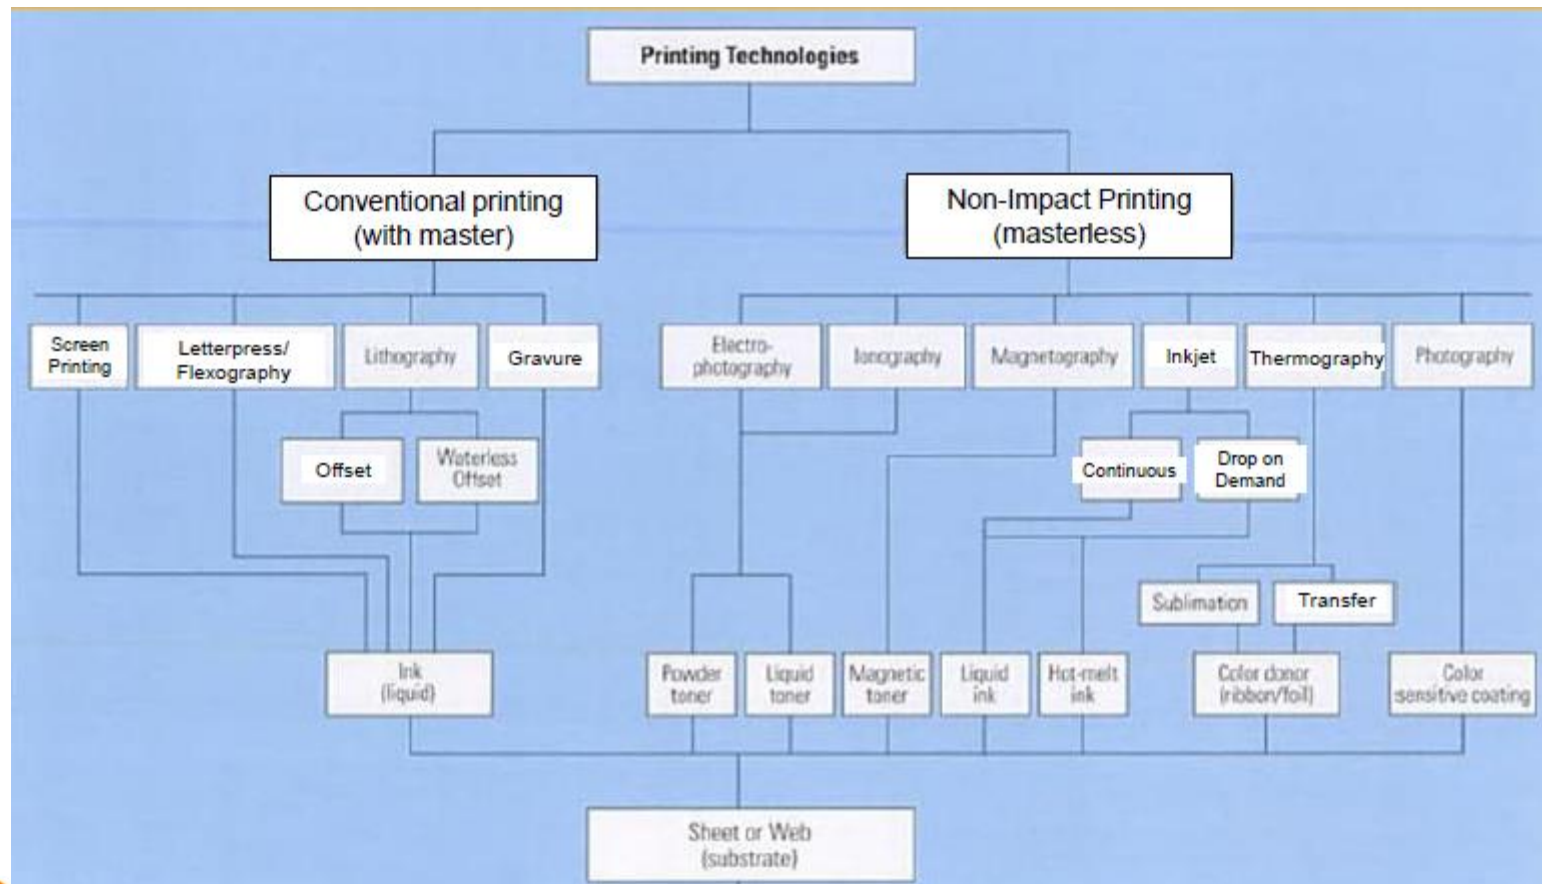 Printing Technologies
Conventional printing
(with master)
Non-Impact Printing
(masterless)
Screen
Printing
Letterpress/
Flexography
Lithography
Gravure
Electro-
photography
Ionography
Magnetography
Inkjet
Thermography
Photography
Offset
Waterless
Offset
Continuous
Drop on
Demand
Sublimation
Transfer
Ink
(liquid)
Powder
toner
Liquid
toner
Magnetic
toner
Liquid
ink
Hot-melt
ink
Color donor
(ribbon/foil)
Color
sensitive coating
Sheet or Web
(substrate)